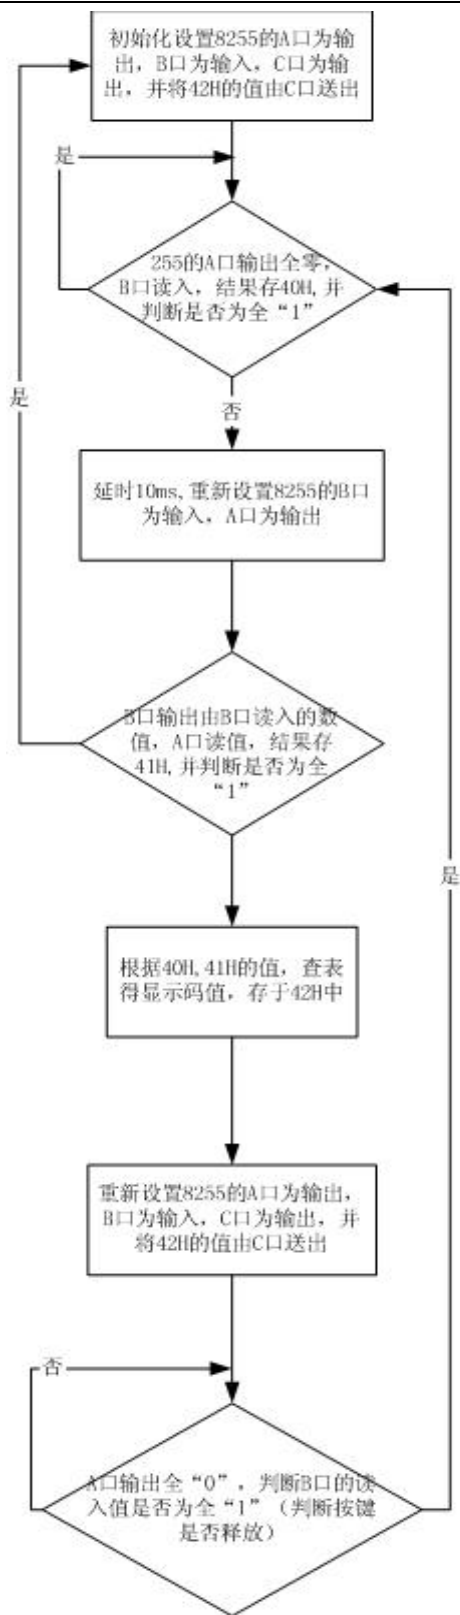 初始化设置8255的A口为输
出，B口为输入，C口为输
出，并将42H的值由C口送出
是
255的A口输出全零，
B口读入，结果存40H,并
判断是否为全“1”
是
否
延时10ms,重新设置8255的B口
为输入，A口为输出
B口输出由B口读入的数
值，A口读值，结果存
41H,并判断是否为全
“1”
是
根据40H,41H的值，查表
得显示码值，存于42H中
重新设置8255的A口为输出，
B口为输入，C口为输出，并
将42H的值由C口送出
否
A口输出全“0”，判断B口的读
入值是否为全“1”（判断按键
是否释放）